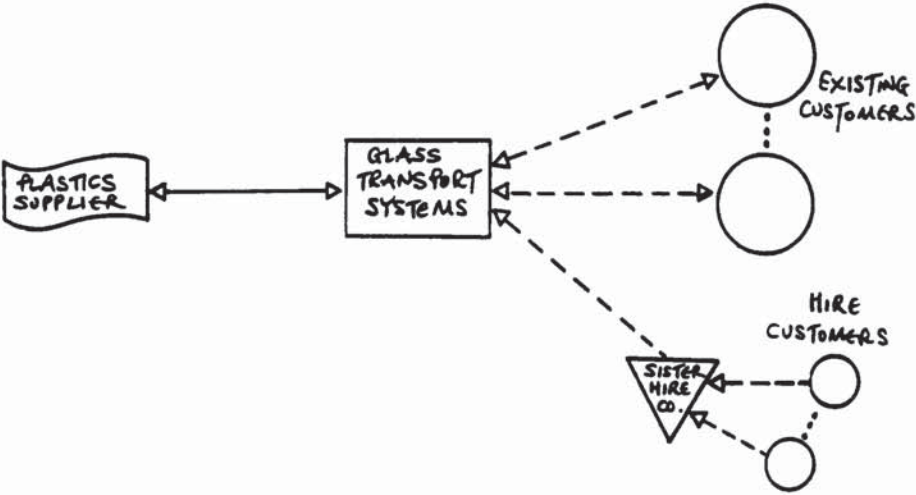 EXISTING
CUSTOMERS
GLASS
TRANSPORT
SYSTEMS
PLASTICS
SUPPLIER
HIRE
CUSTOMERS
SISTER
HIRE
CO.